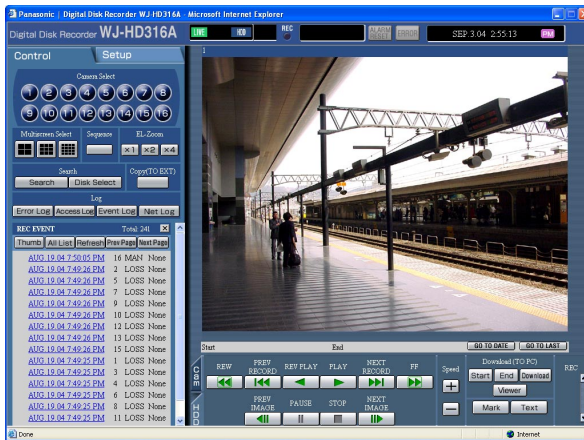 Panasonic | Digital Disk Recorder WJ-HD316A - Microsoft Internet Explorer
Digital Disk Recorder WJ-HD316A
LIVE HDD REC ALARM RESET ERROR SEP.3.04 2:55:13 PM
Control Setup
1
Camera Select
1 2 3 4 5 6 7 8
9 10 11 12 13 14 15 16
Multiscreen Select Sequence EL-Zoom
×1 ×2 ×4
Search Copy(TO EXT)
Search Disk Select
Log
Error Log Access Log Event Log Net Log
REC EVENT Total: 241
Thumb All List Refresh Prev Page Next Page
AUG.19.04 7:50:05 PM 16 MAN None
AUG.19.04 7:49:26 PM 2 LOSS None
AUG.19.04 7:49:26 PM 5 LOSS None
AUG.19.04 7:49:26 PM 7 LOSS None
AUG.19.04 7:49:26 PM 9 LOSS None
AUG.19.04 7:49:26 PM 10 LOSS None
AUG.19.04 7:49:26 PM 12 LOSS None
AUG.19.04 7:49:26 PM 13 LOSS None
AUG.19.04 7:49:26 PM 15 LOSS None
AUG.19.04 7:49:25 PM 1 LOSS None
AUG.19.04 7:49:25 PM 3 LOSS None
AUG.19.04 7:49:25 PM 4 LOSS None
AUG.19.04 7:49:25 PM 6 LOSS None
AUG.19.04 7:49:25 PM 8 LOSS None
AUG.19.04 7:49:25 PM 11 LOSS None
Start End GO TO DATE GO TO LAST
Cam
HDD
REW PREV RECORD REV PLAY PLAY NEXT RECORD FF
PREV IMAGE PAUSE STOP NEXT IMAGE
Speed
Download (TO PC)
Start End Download
Viewer
Mark Text
REC
Done Internet